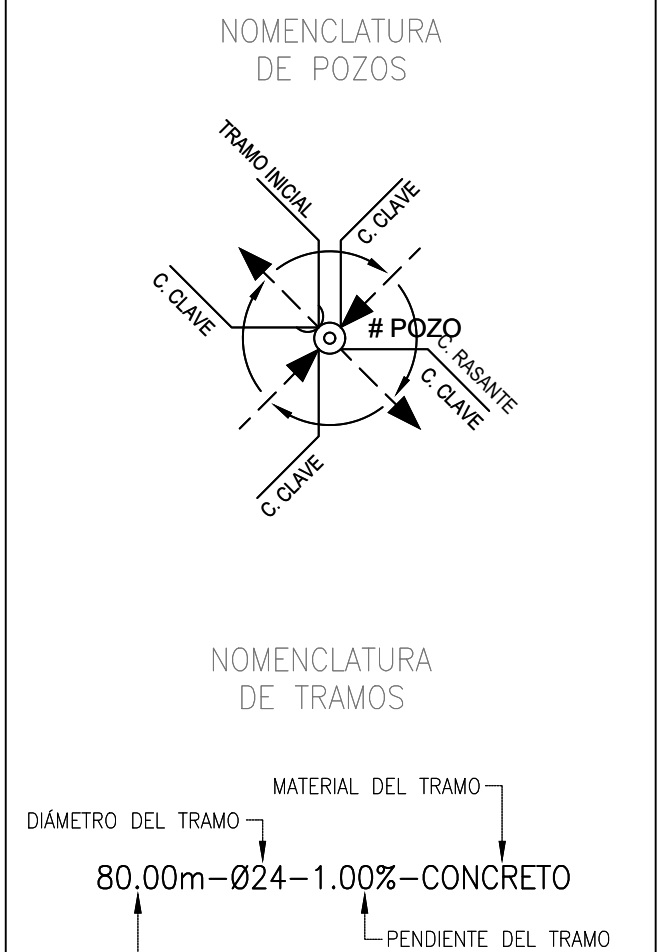 NOMENCLATURA
DE POZOS
TRAMO INICIAL
C. CLAVE
C. CLAVE
# POZO
C. RASANTE
C. CLAVE
C. CLAVE
NOMENCLATURA
DE TRAMOS
MATERIAL DEL TRAMO
DIÁMETRO DEL TRAMO
80.00m-Ø24-1.00%-CONCRETO
PENDIENTE DEL TRAMO